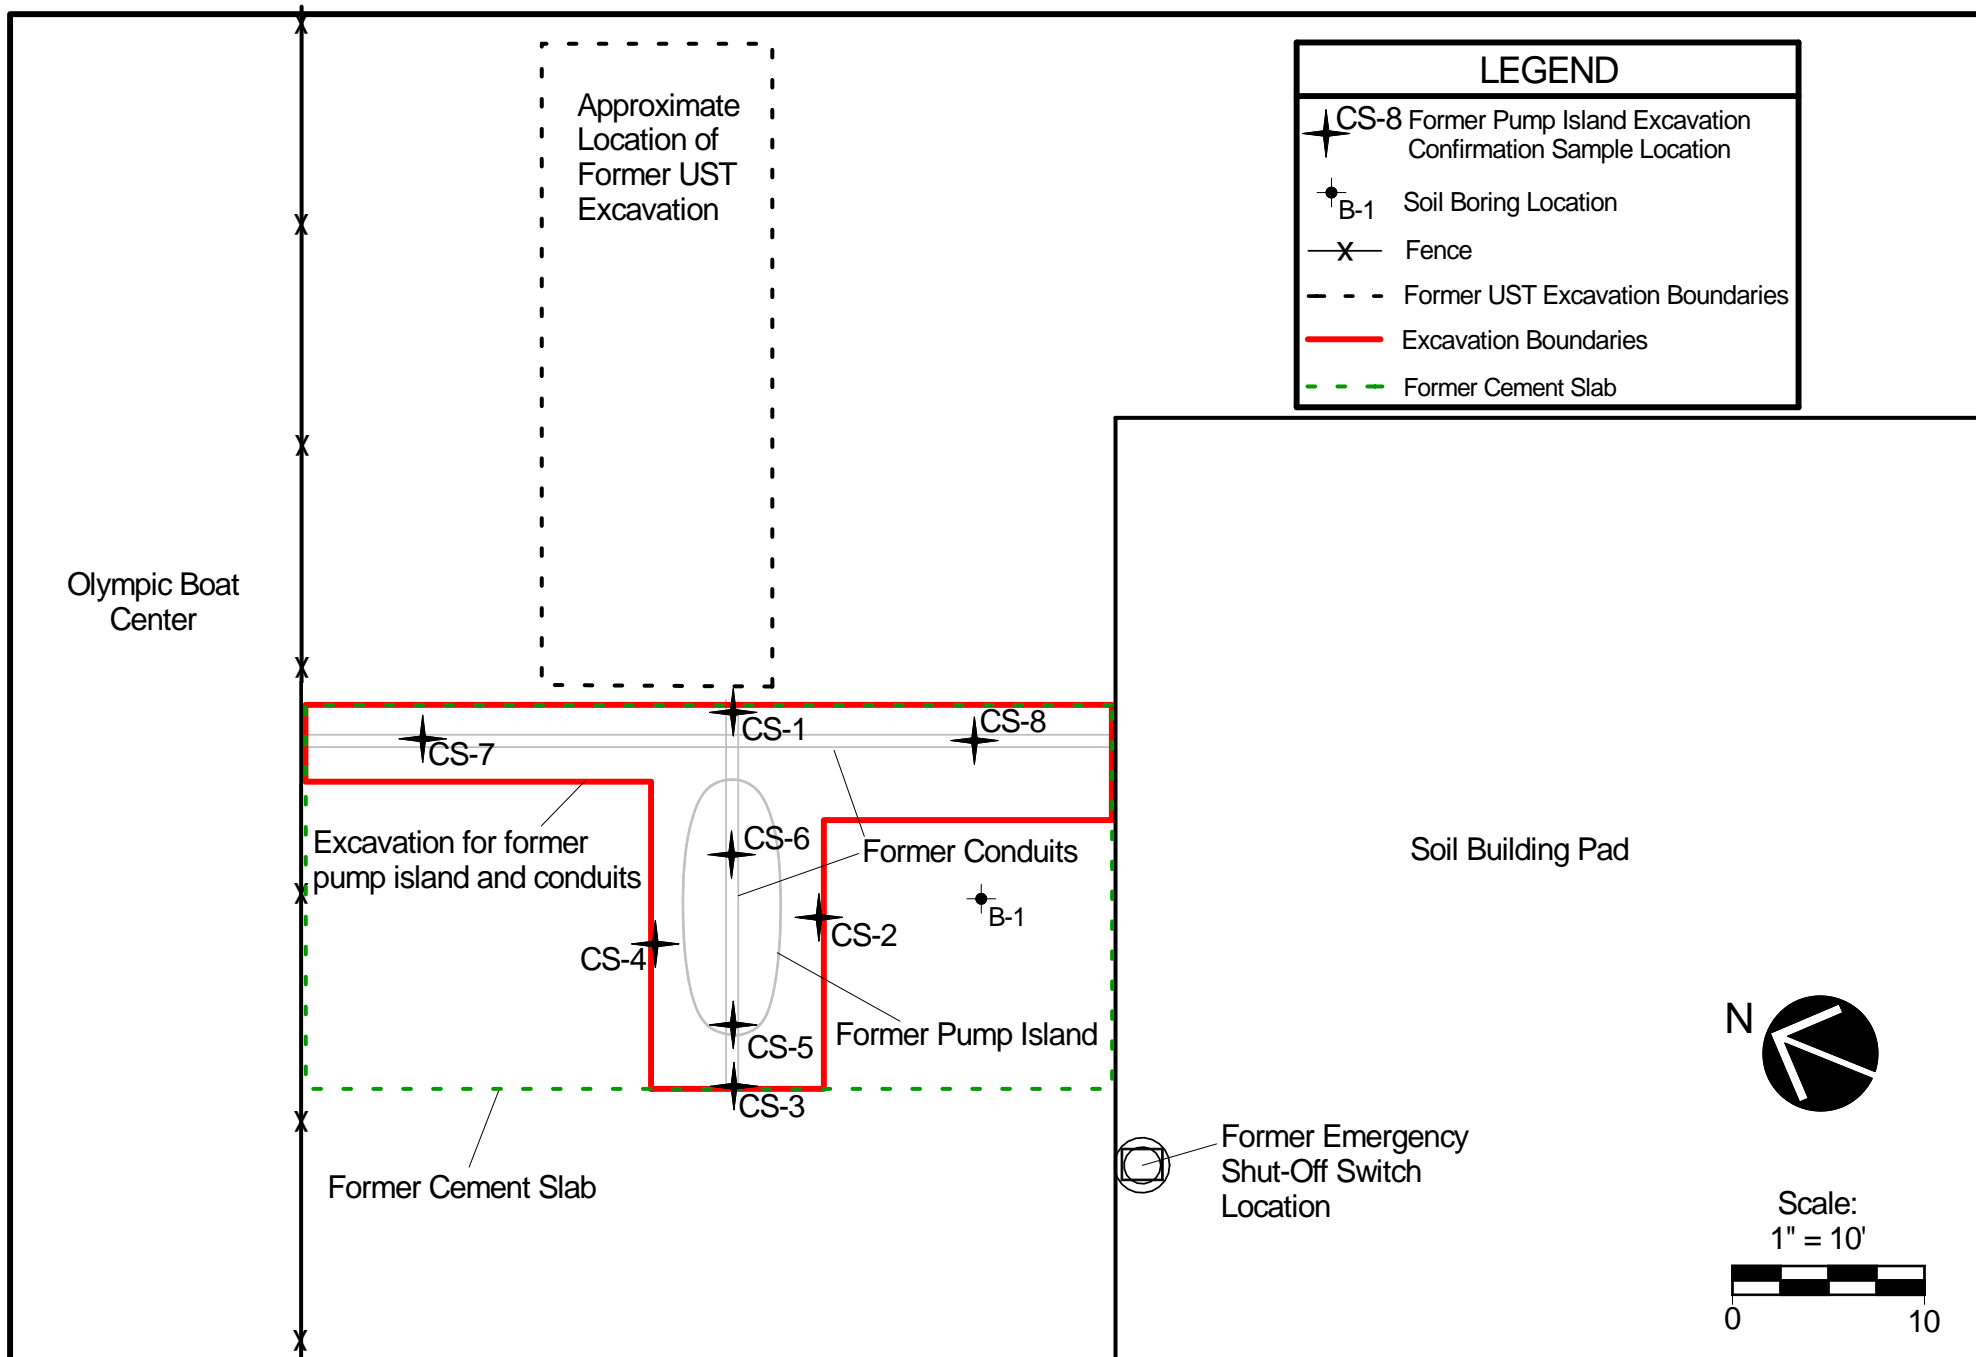 LEGEND
CS-8 Former Pump Island Excavation
Confirmation Sample Location
B-1 Soil Boring Location
X Fence
Former UST Excavation Boundaries
Excavation Boundaries
Former Cement Slab
Approximate
Location of
Former UST
Excavation
Olympic Boat
Center
X
X
X
X
X
X
X
CS-1
CS-8
CS-7
CS-6
Excavation for former
pump island and conduits
Former Conduits
Soil Building Pad
B-1
CS-2
CS-4
Former Pump Island
CS-5
CS-3
N
Former Cement Slab
Former Emergency
Shut-Off Switch
Location
Scale:
1" = 10'
0 10